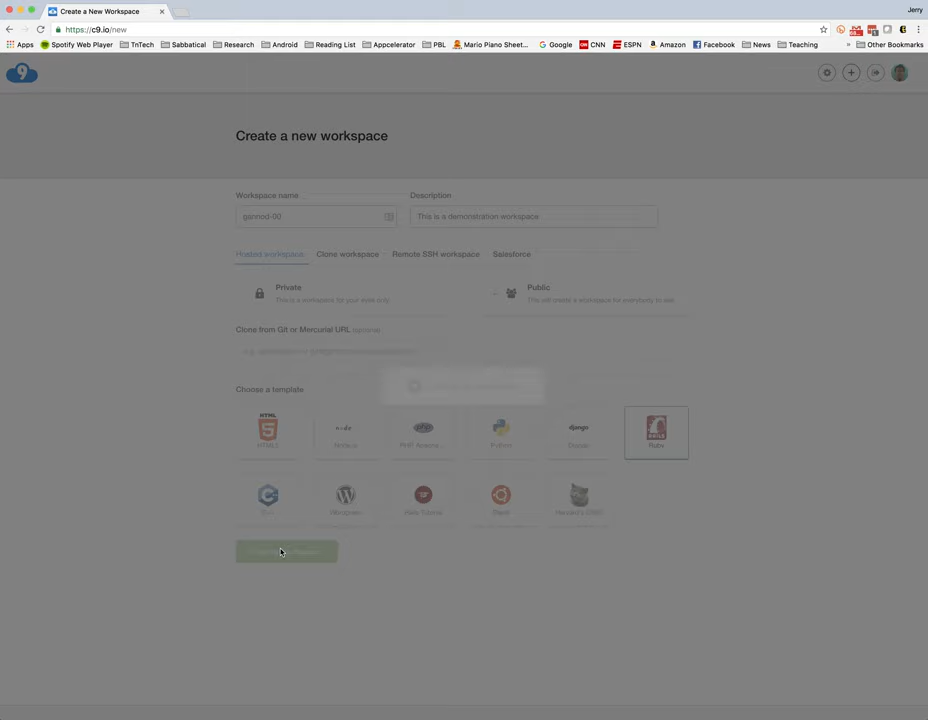 Create a New Workspace
Jerry
https://c9.io/new
Apps Spotify Web Player TnTech Sabbatical Research Android Reading List Appcelerator PBL Mario Piano Sheet... Google CNN ESPN Amazon Facebook News Teaching » Other Bookmarks
9
Create a new workspace
Workspace name Description
gannod-00 This is a demonstration workspace
Hosted workspace Clone workspace Remote SSH workspace Salesforce
Private Public
This is a workspace for your eyes only This will create a workspace for everybody to see
Clone from Git or Mercurial URL (optional)
Choose a template
HTML5 Node.js PHP, Apache... Python Django Ruby
C++ Wordpress... Rails Tutorial Blank Harvard's CS50